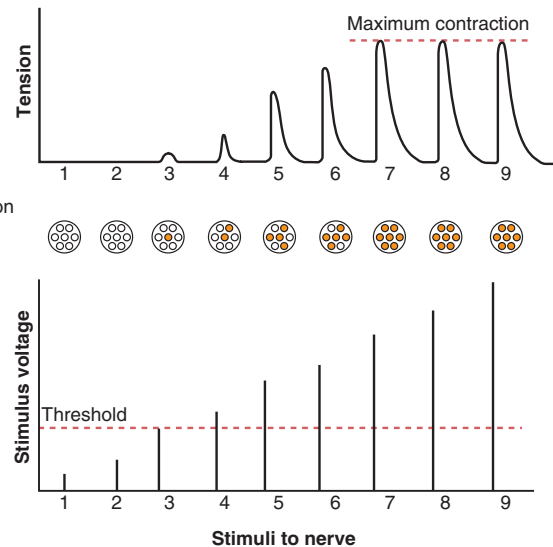 Maximum contraction
Tension
1 2 3 4 5 6 7 8 9
on
Threshold
Stimulus voltage
1 2 3 4 5 6 7 8 9
Stimuli to nerve